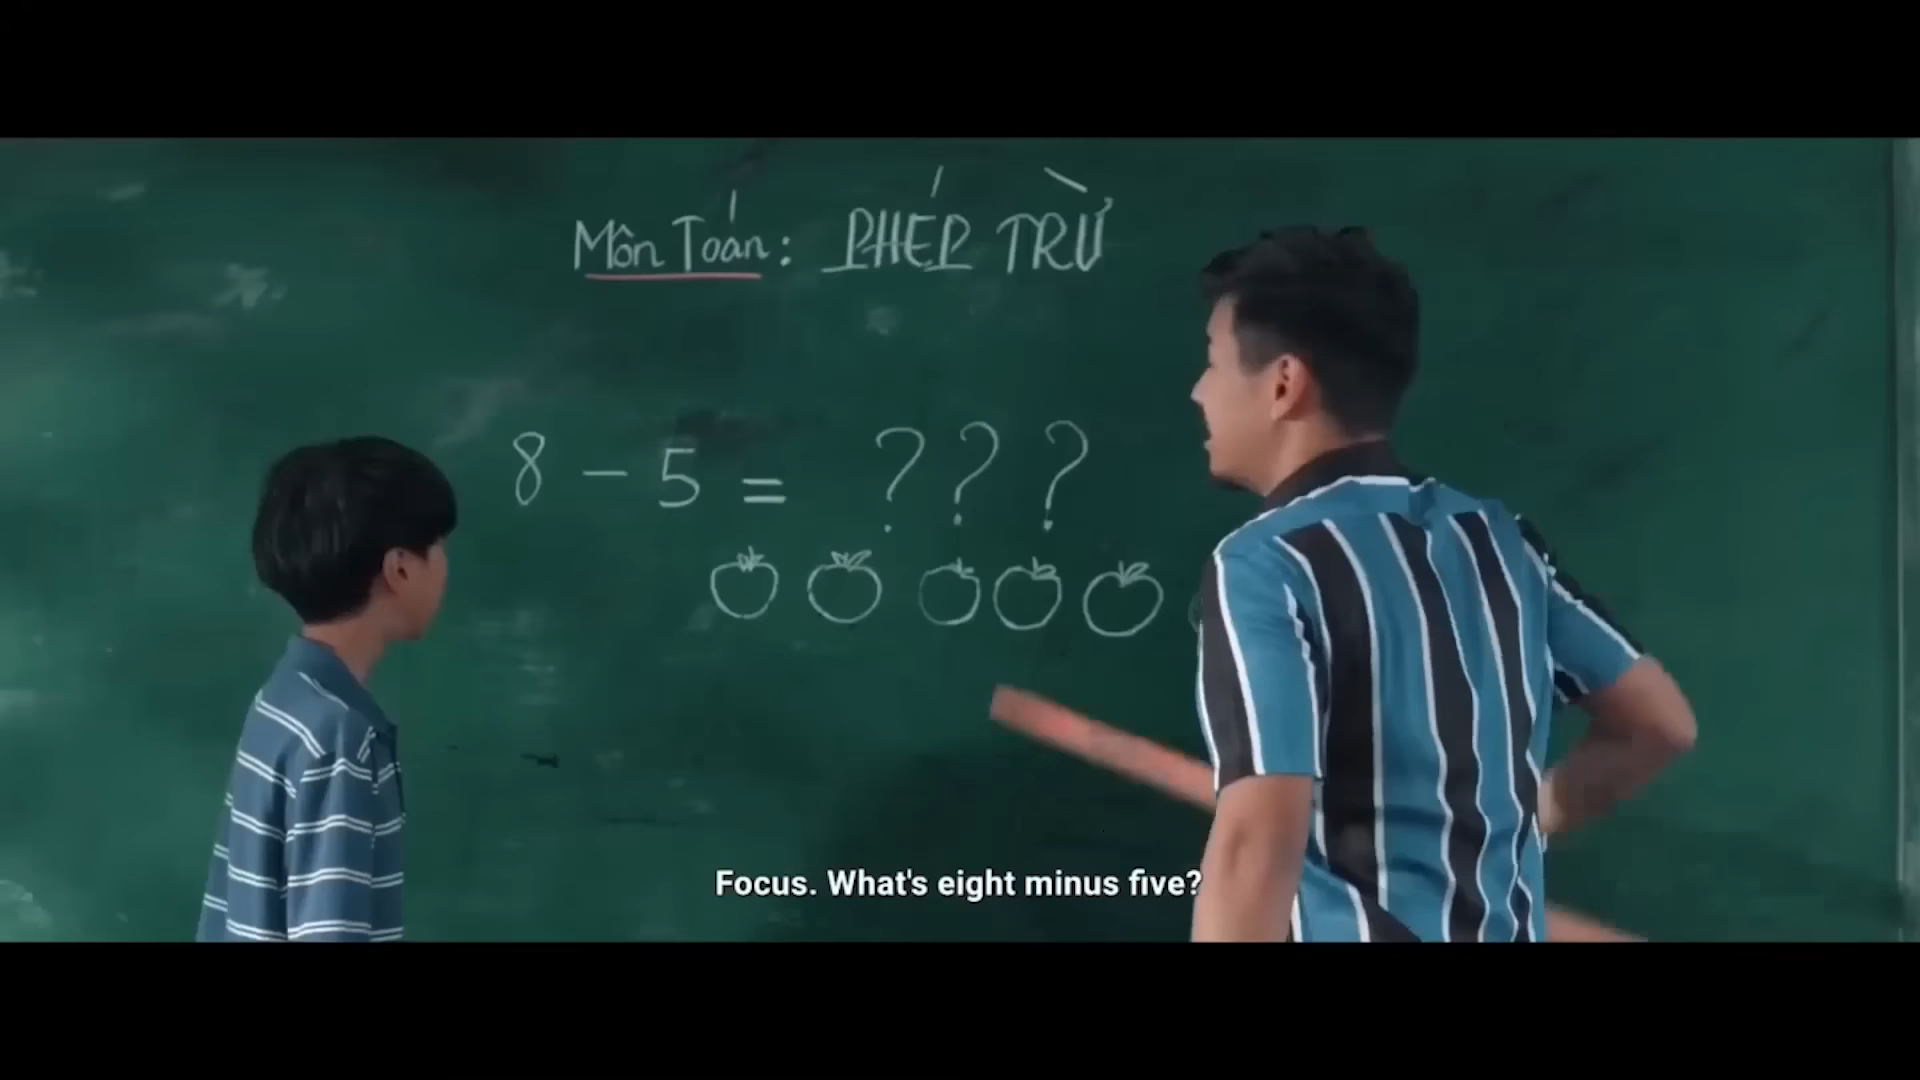 Môn Toán: PHÉP TRỪ
8 - 5 = ???
Focus. What's eight minus five?